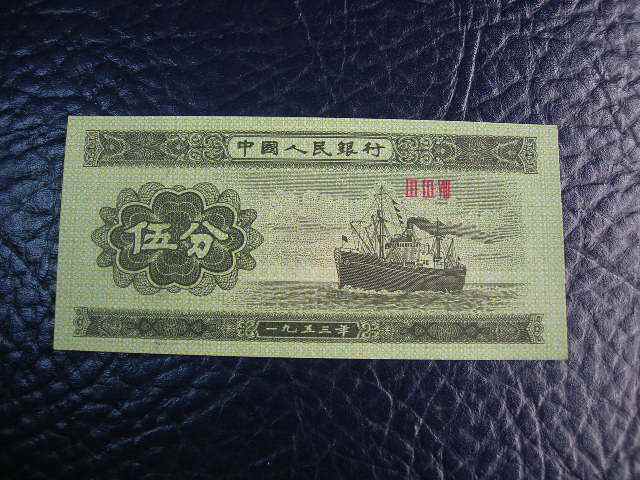 中國人民銀行
伍分
一九五三年